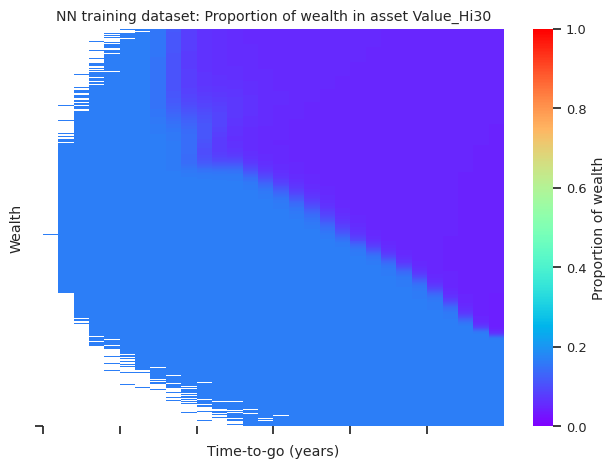 NN training dataset: Proportion of wealth in asset Value_Hi30
Wealth
Time-to-go (years)
1.0
0.8
0.6
0.4
0.2
0.0
Proportion of wealth